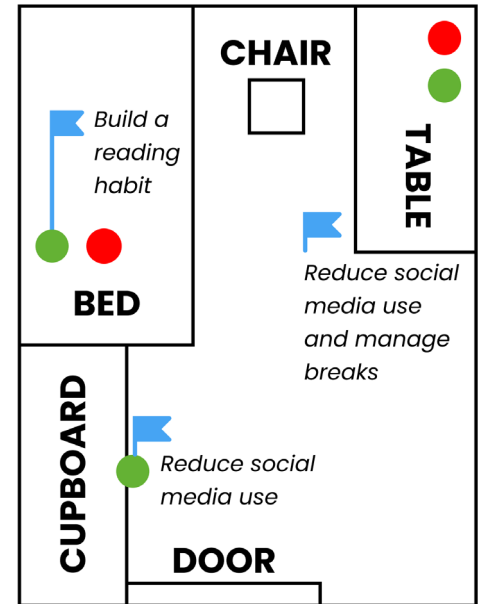 CHAIR
TABLE
Build a
reading
habit
BED
Reduce social
media use
and manage
breaks
CUPBOARD
Reduce social
media use
DOOR